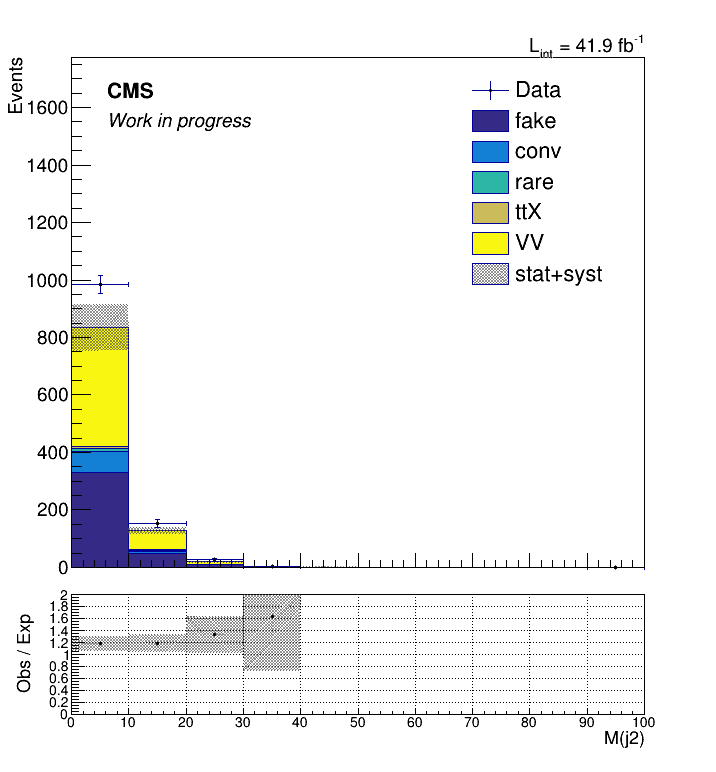 L_int = 41.9 fb^-1
Events
CMS
Work in progress
Data
fake
conv
rare
ttX
VV
stat+syst
1600
1400
1200
1000
800
600
400
200
0
Obs / Exp
2
1.8
1.6
1.4
1.2
1
0.8
0.6
0.4
0.2
0
0 10 20 30 40 50 60 70 80 90 100
M(j2)